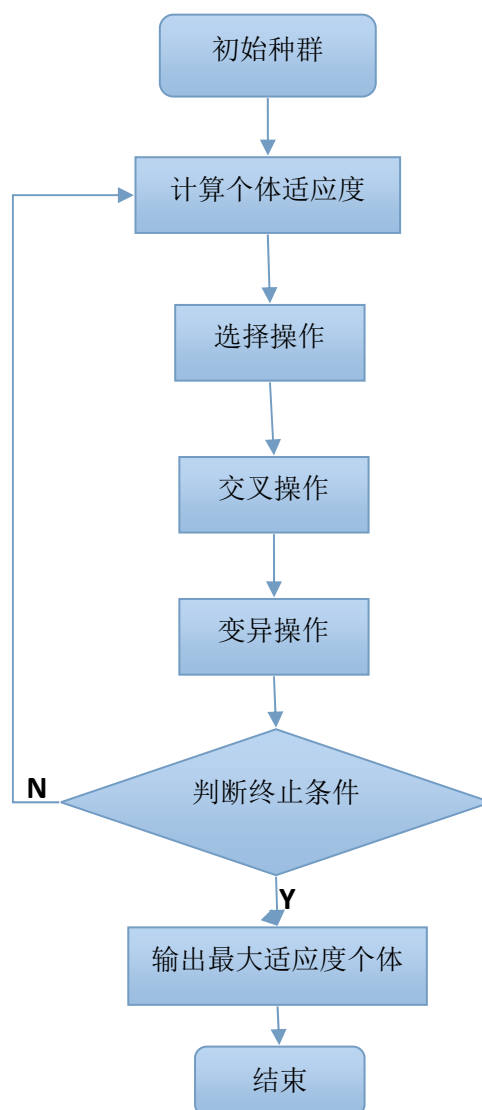 初始种群
计算个体适应度
选择操作
交叉操作
变异操作
判断终止条件
N
Y
输出最大适应度个体
结束